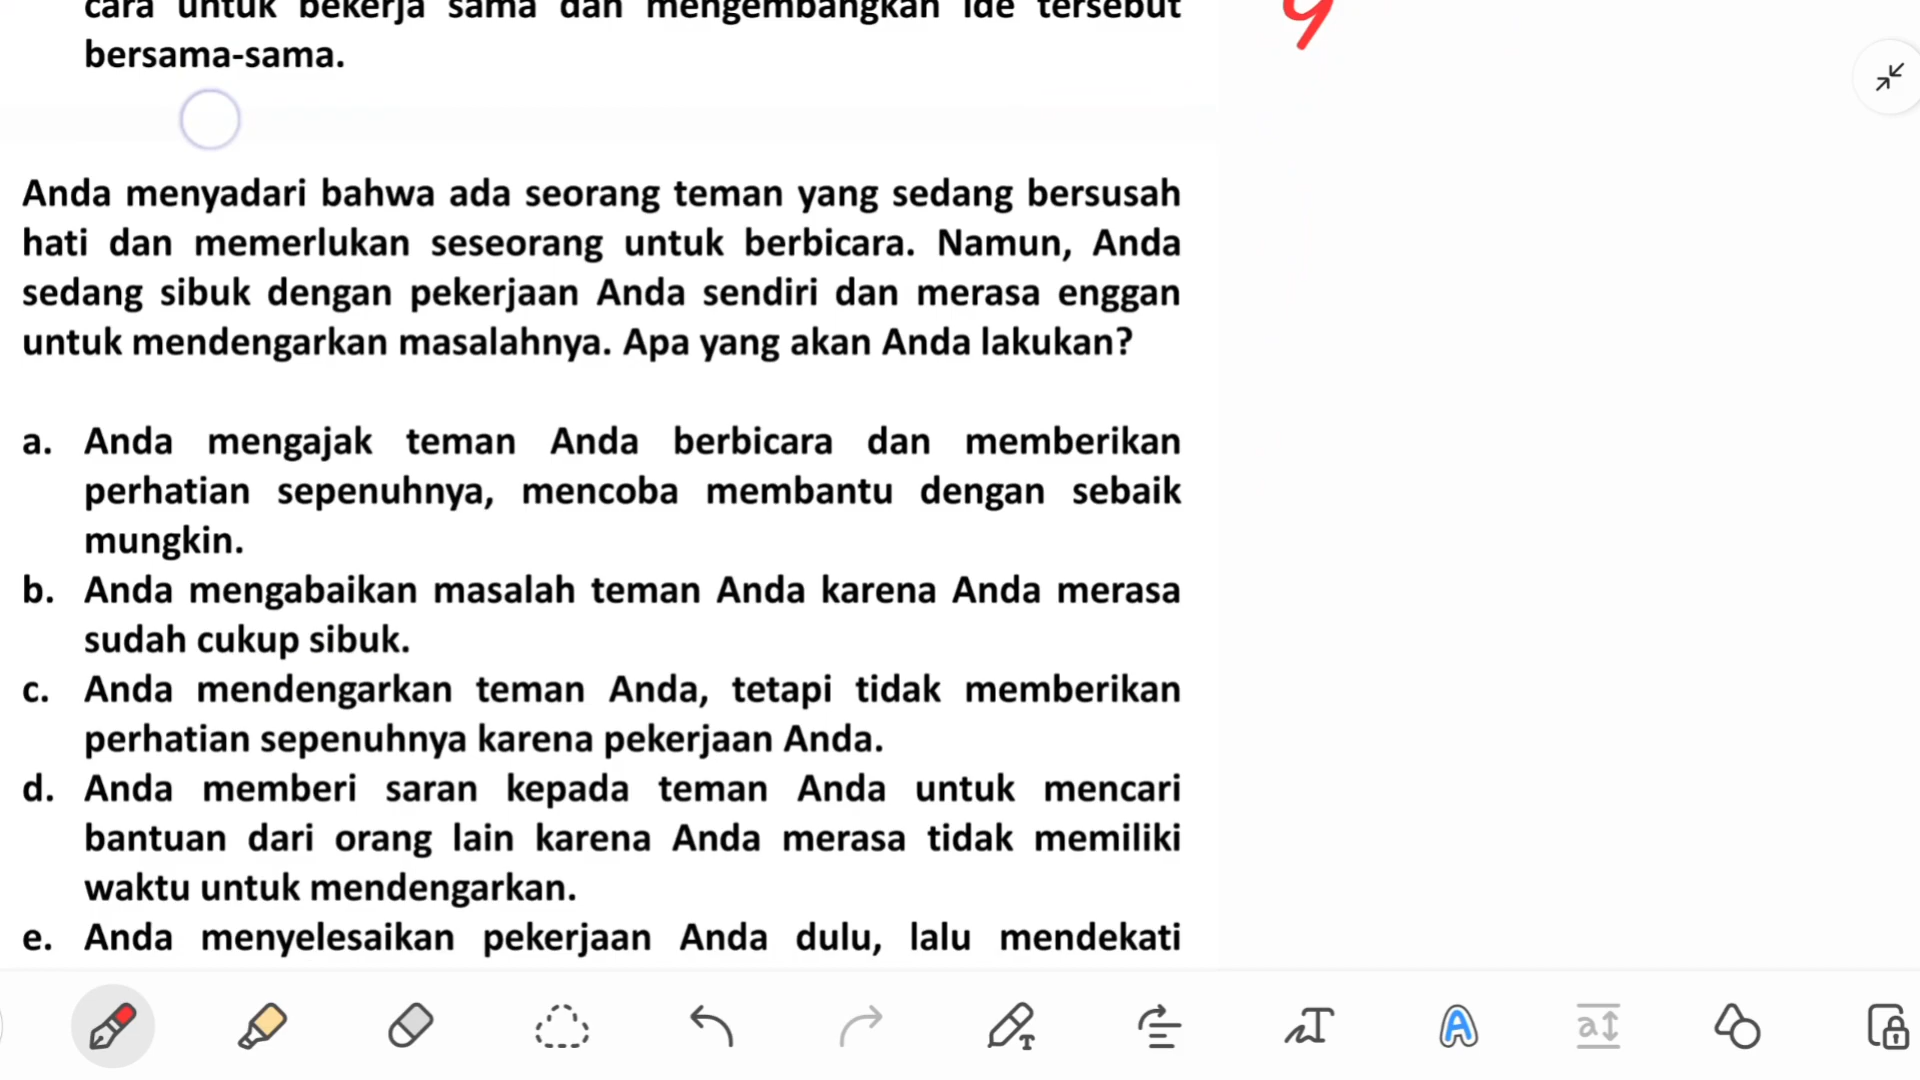 cara untuk bekerja sama dan mengembangkan ide tersebut
bersama-sama.
Anda menyadari bahwa ada seorang teman yang sedang bersusah
hati dan memerlukan seseorang untuk berbicara. Namun, Anda
sedang sibuk dengan pekerjaan Anda sendiri dan merasa enggan
untuk mendengarkan masalahnya. Apa yang akan Anda lakukan?
a. Anda mengajak teman Anda berbicara dan memberikan
perhatian sepenuhnya, mencoba membantu dengan sebaik
mungkin.
b. Anda mengabaikan masalah teman Anda karena Anda merasa
sudah cukup sibuk.
c. Anda mendengarkan teman Anda, tetapi tidak memberikan
perhatian sepenuhnya karena pekerjaan Anda.
d. Anda memberi saran kepada teman Anda untuk mencari
bantuan dari orang lain karena Anda merasa tidak memiliki
waktu untuk mendengarkan.
e. Anda menyelesaikan pekerjaan Anda dulu, lalu mendekati